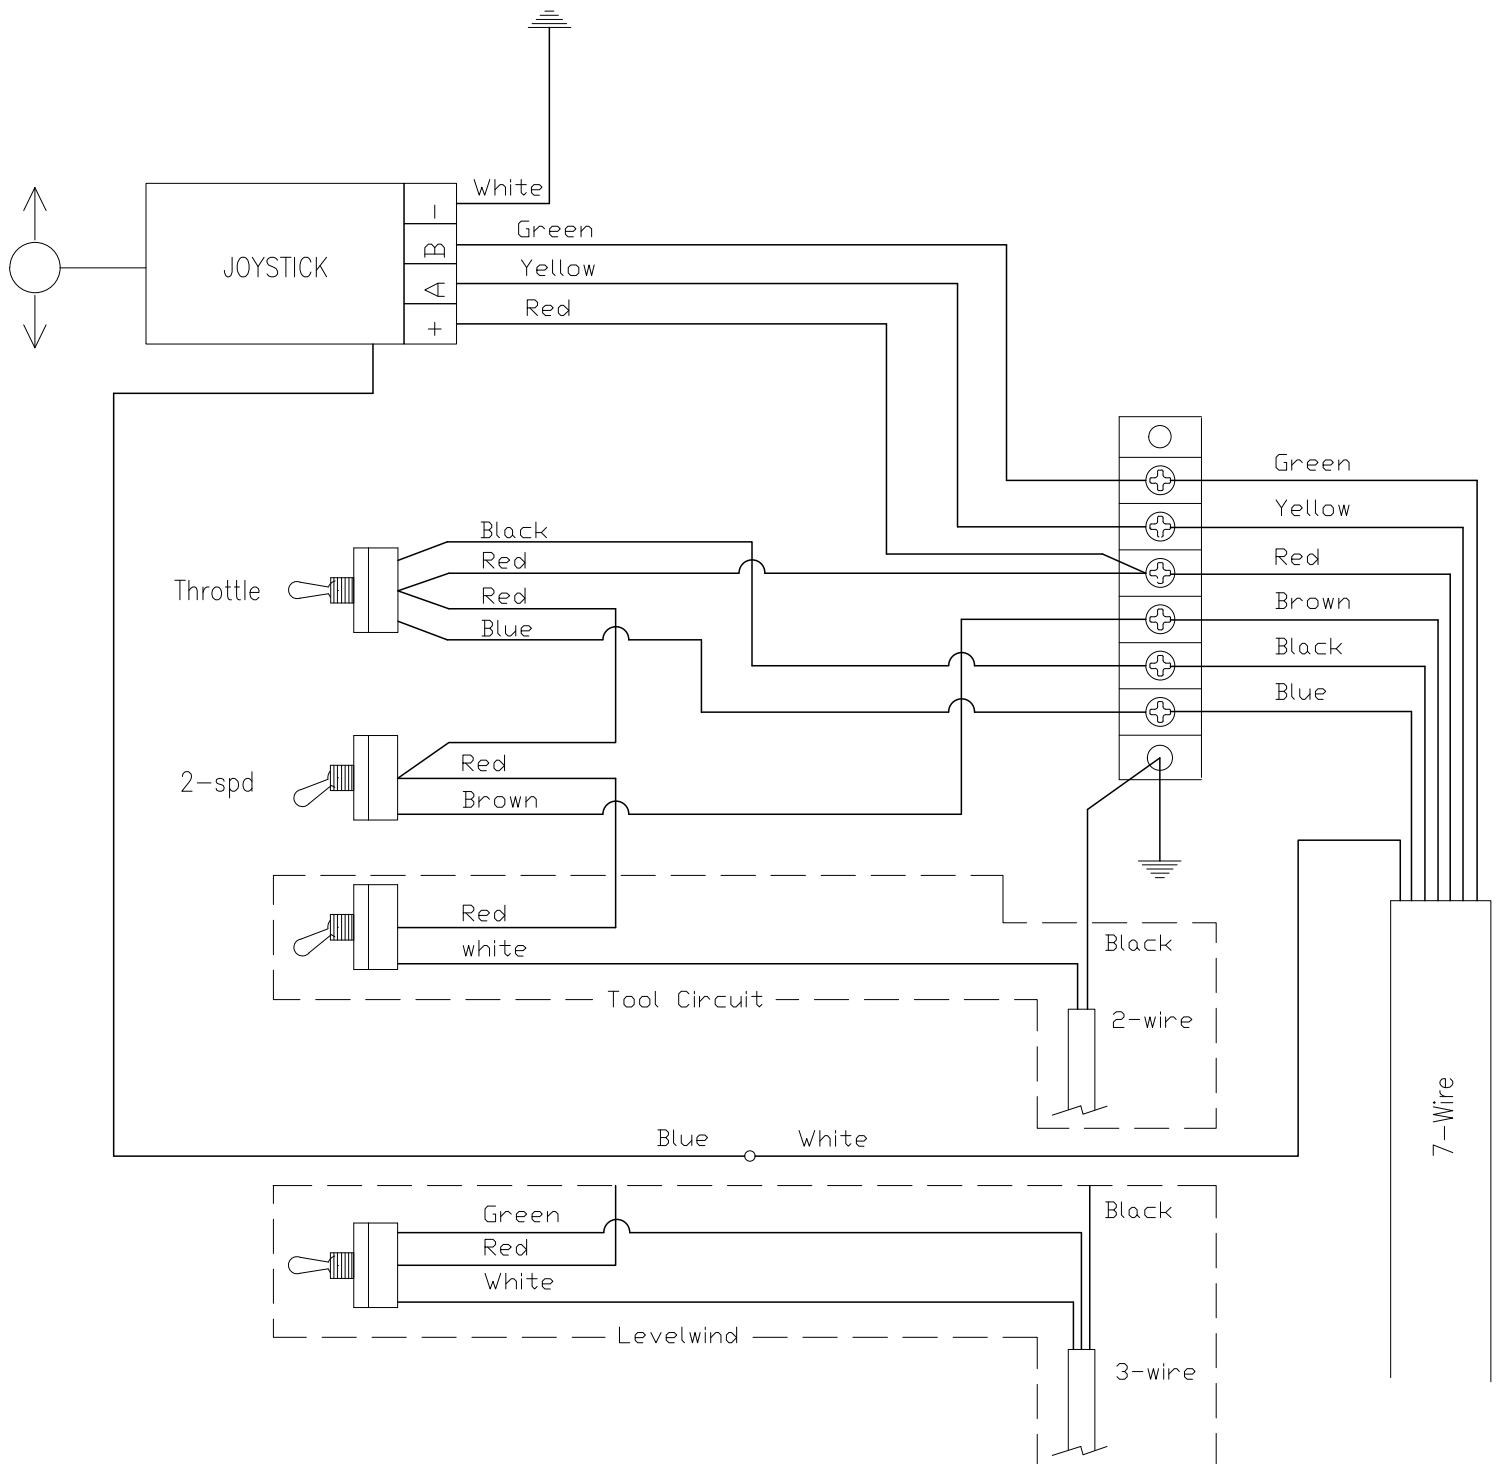 White
Green
B
JOYSTICK
Yellow
A
Red
+
–
Green
Yellow
Black
Red
Red
Throttle
Red
Brown
Blue
Black
Blue
Red
2-spd
Brown
Red
white
Black
Tool Circuit
2-wire
7-Wire
Blue
White
Green
Black
Red
White
Levelwind
3-wire